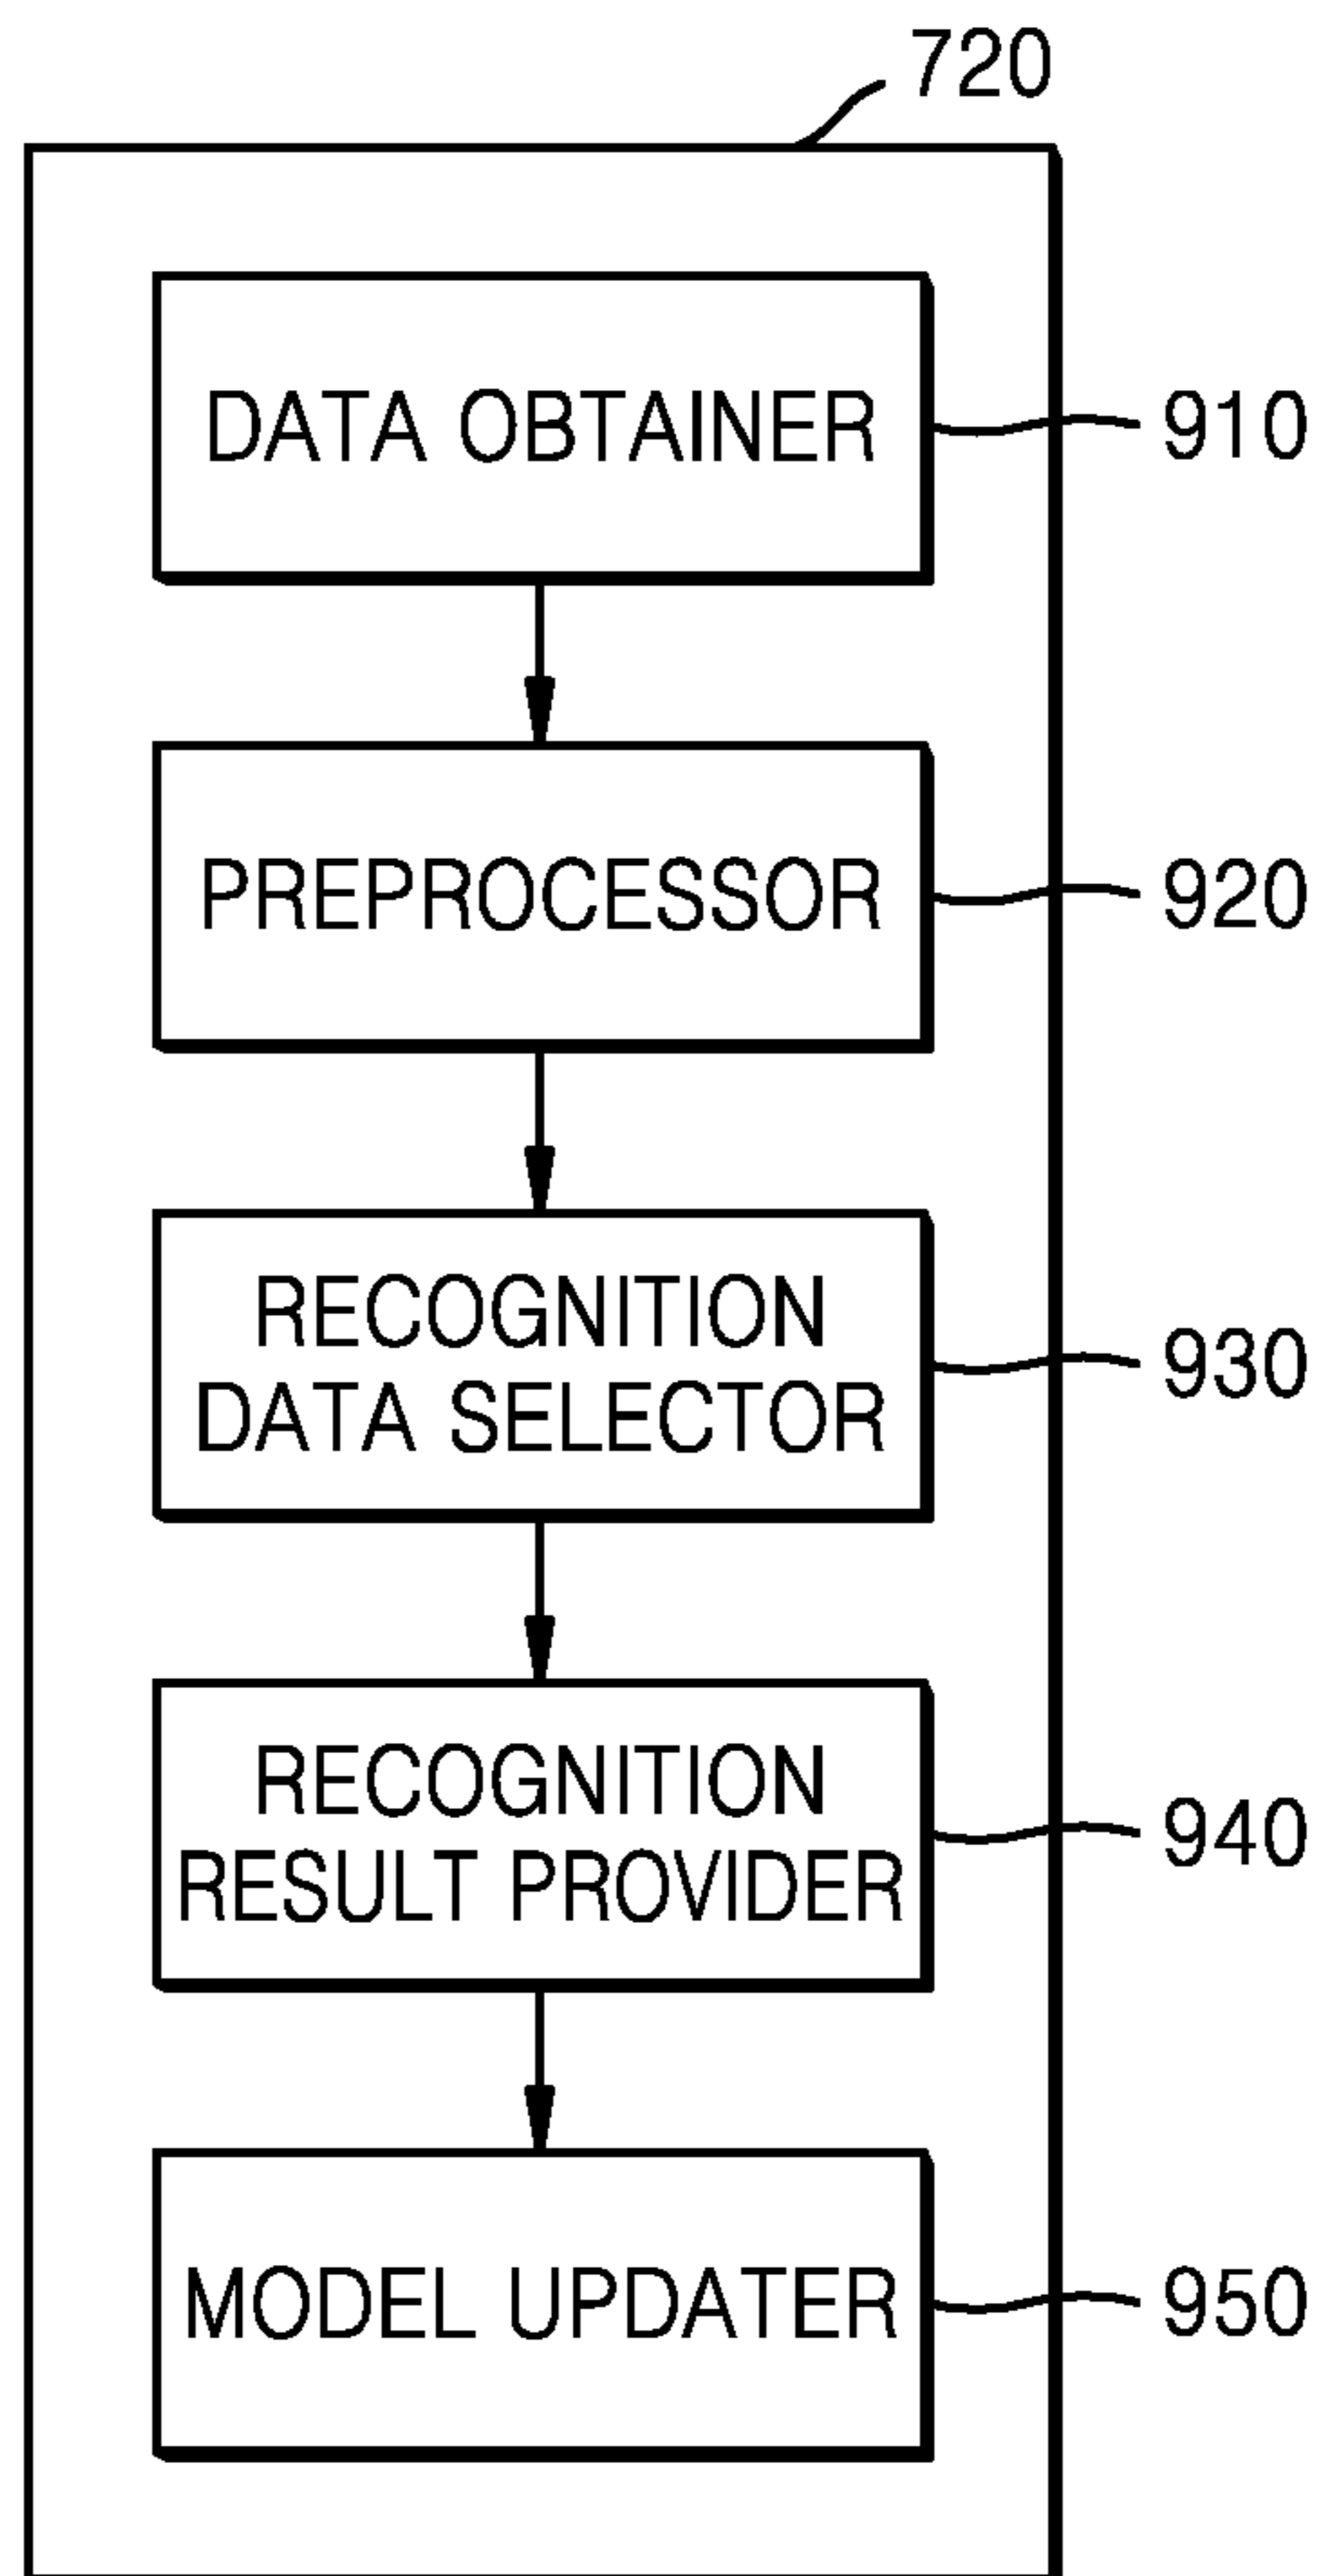 720
DATA OBTAINER
910
PREPROCESSOR
920
RECOGNITION
DATA SELECTOR
930
RECOGNITION
RESULT PROVIDER
940
MODEL UPDATER
950